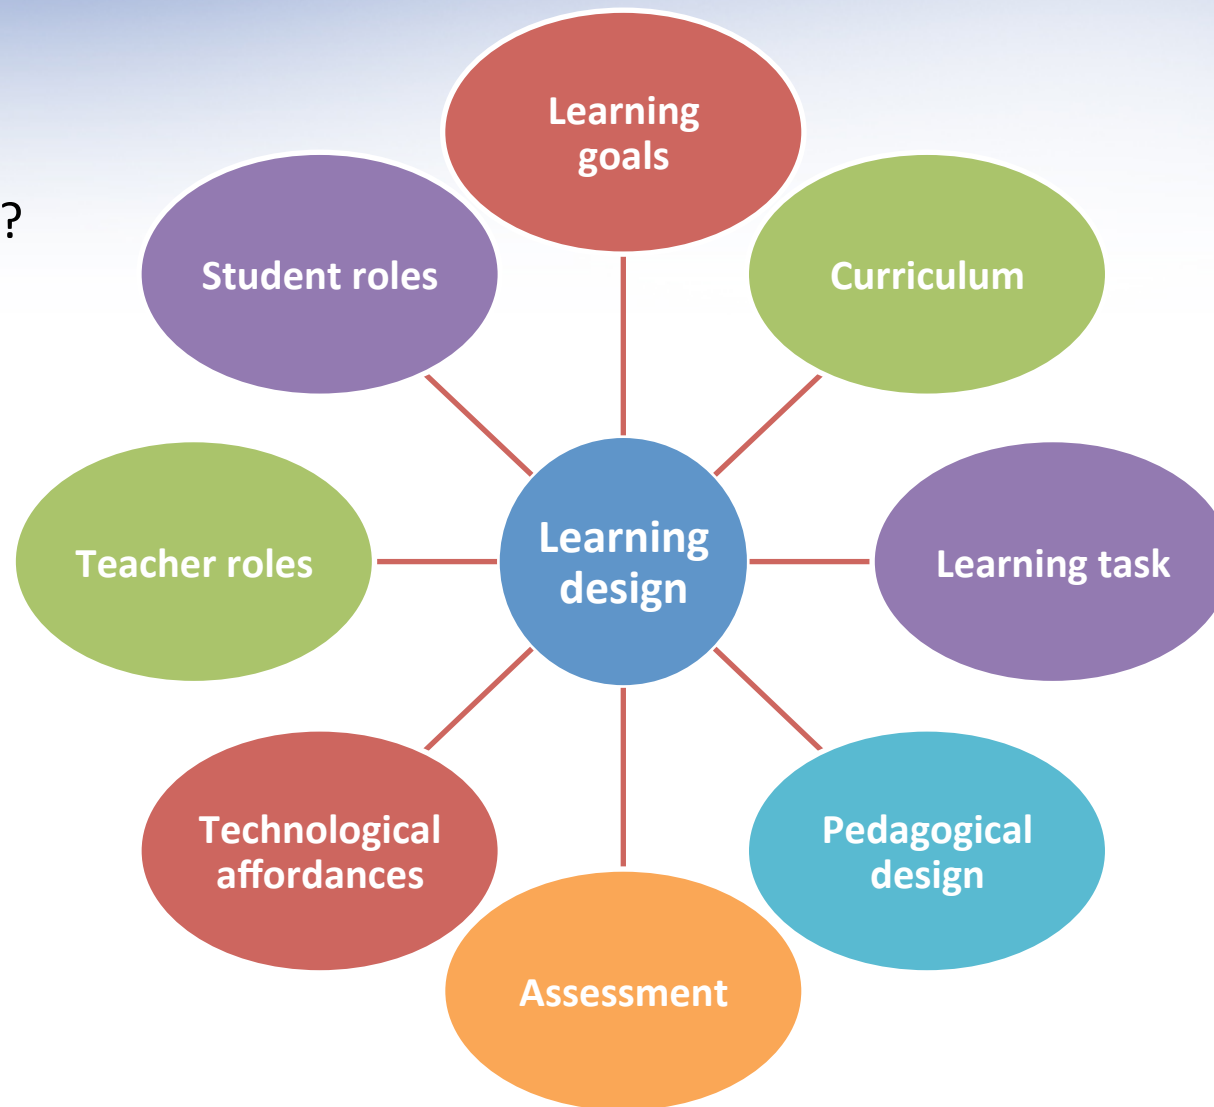 Learning
goals
?
Student roles
Curriculum
Teacher roles
Learning
design
Learning task
Technological
affordances
Pedagogical
design
Assessment